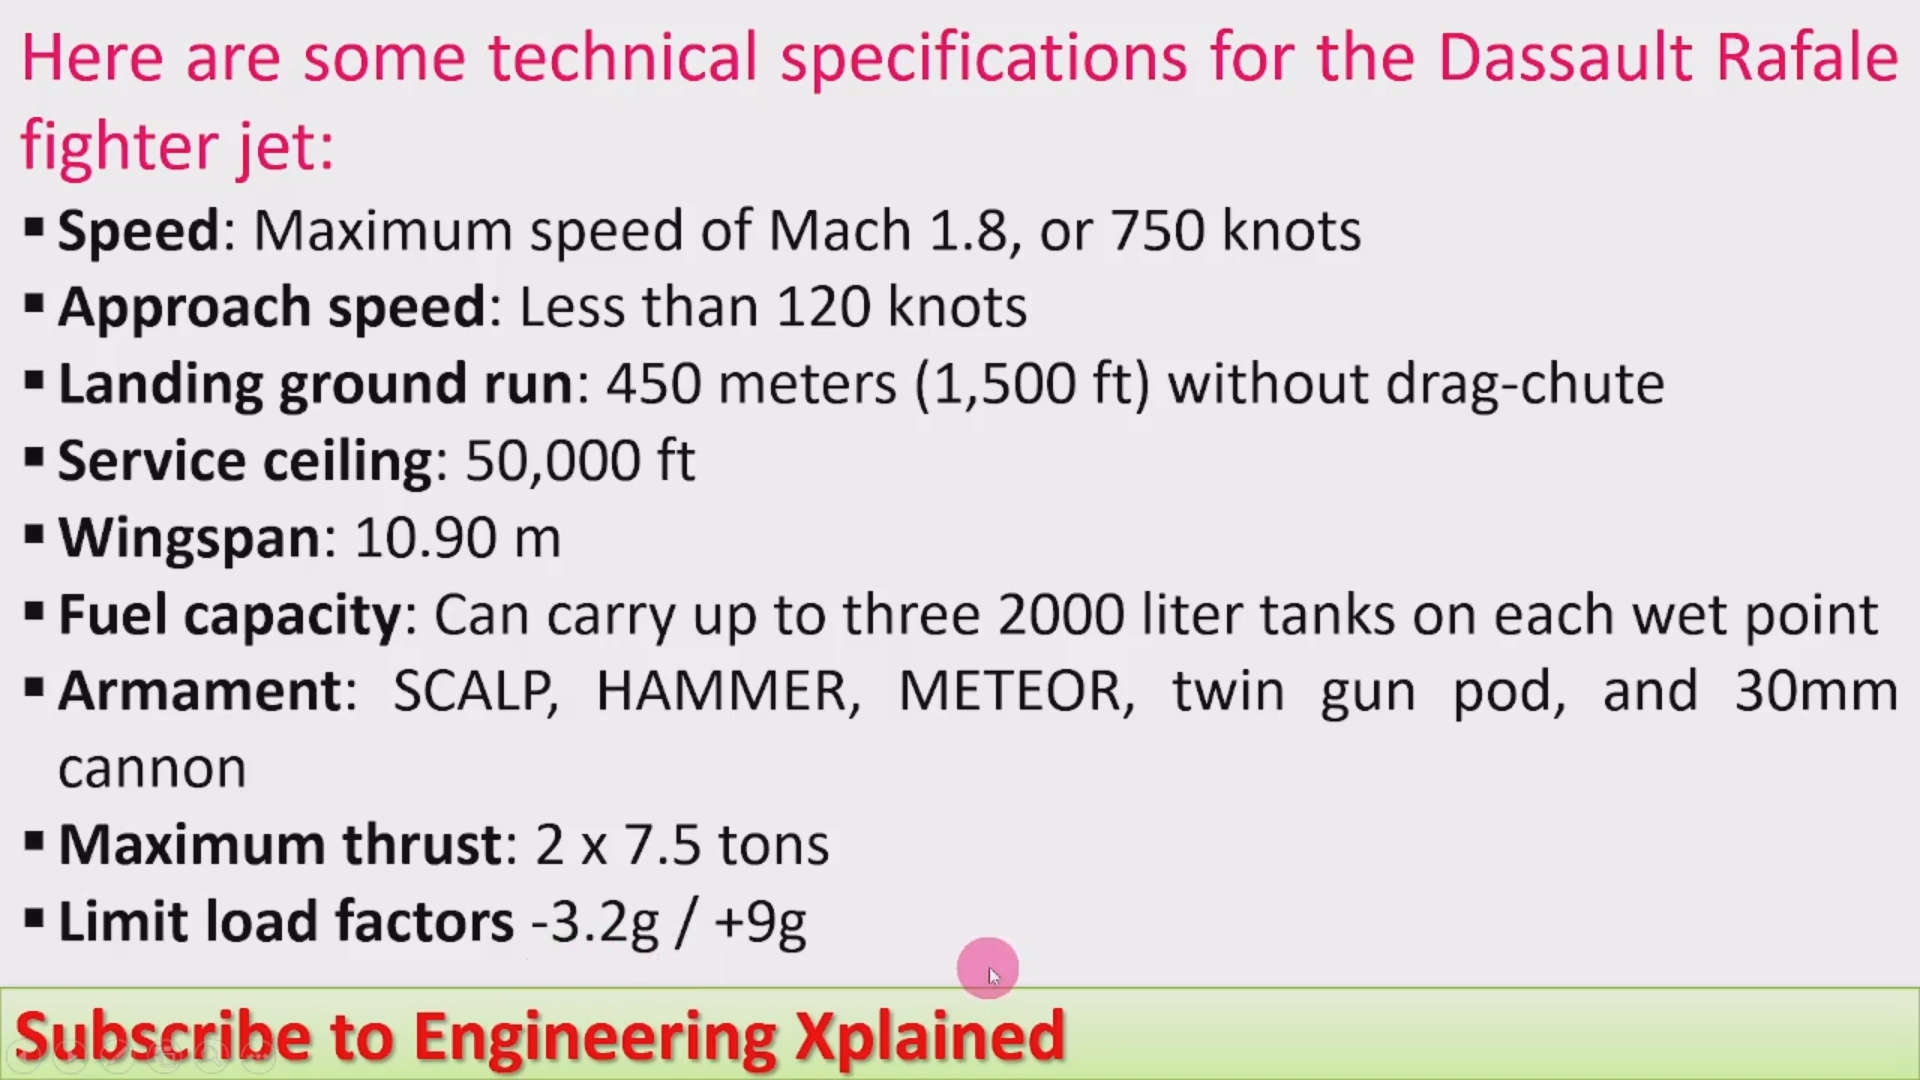 Here are some technical specifications for the Dassault Rafale
fighter jet:
▪ Speed: Maximum speed of Mach 1.8, or 750 knots
▪ Approach speed: Less than 120 knots
▪ Landing ground run: 450 meters (1,500 ft) without drag-chute
▪ Service ceiling: 50,000 ft
▪ Wingspan: 10.90 m
▪ Fuel capacity: Can carry up to three 2000 liter tanks on each wet point
▪ Armament: SCALP, HAMMER, METEOR, twin gun pod, and 30mm
cannon
▪ Maximum thrust: 2 x 7.5 tons
▪ Limit load factors -3.2g / +9g
Subscribe to Engineering Xplained